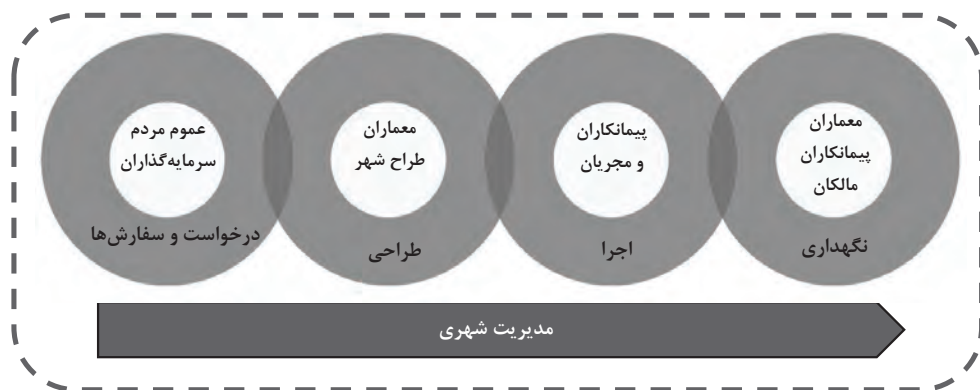 عموم مردم
سرمایه‌گذاران
درخواست و سفارش‌ها
معماران
طراح شهر
طراحی
پیمانکاران
و مجریان
اجرا
معماران
پیمانکاران
مالکان
نگهداری
مدیریت شهری